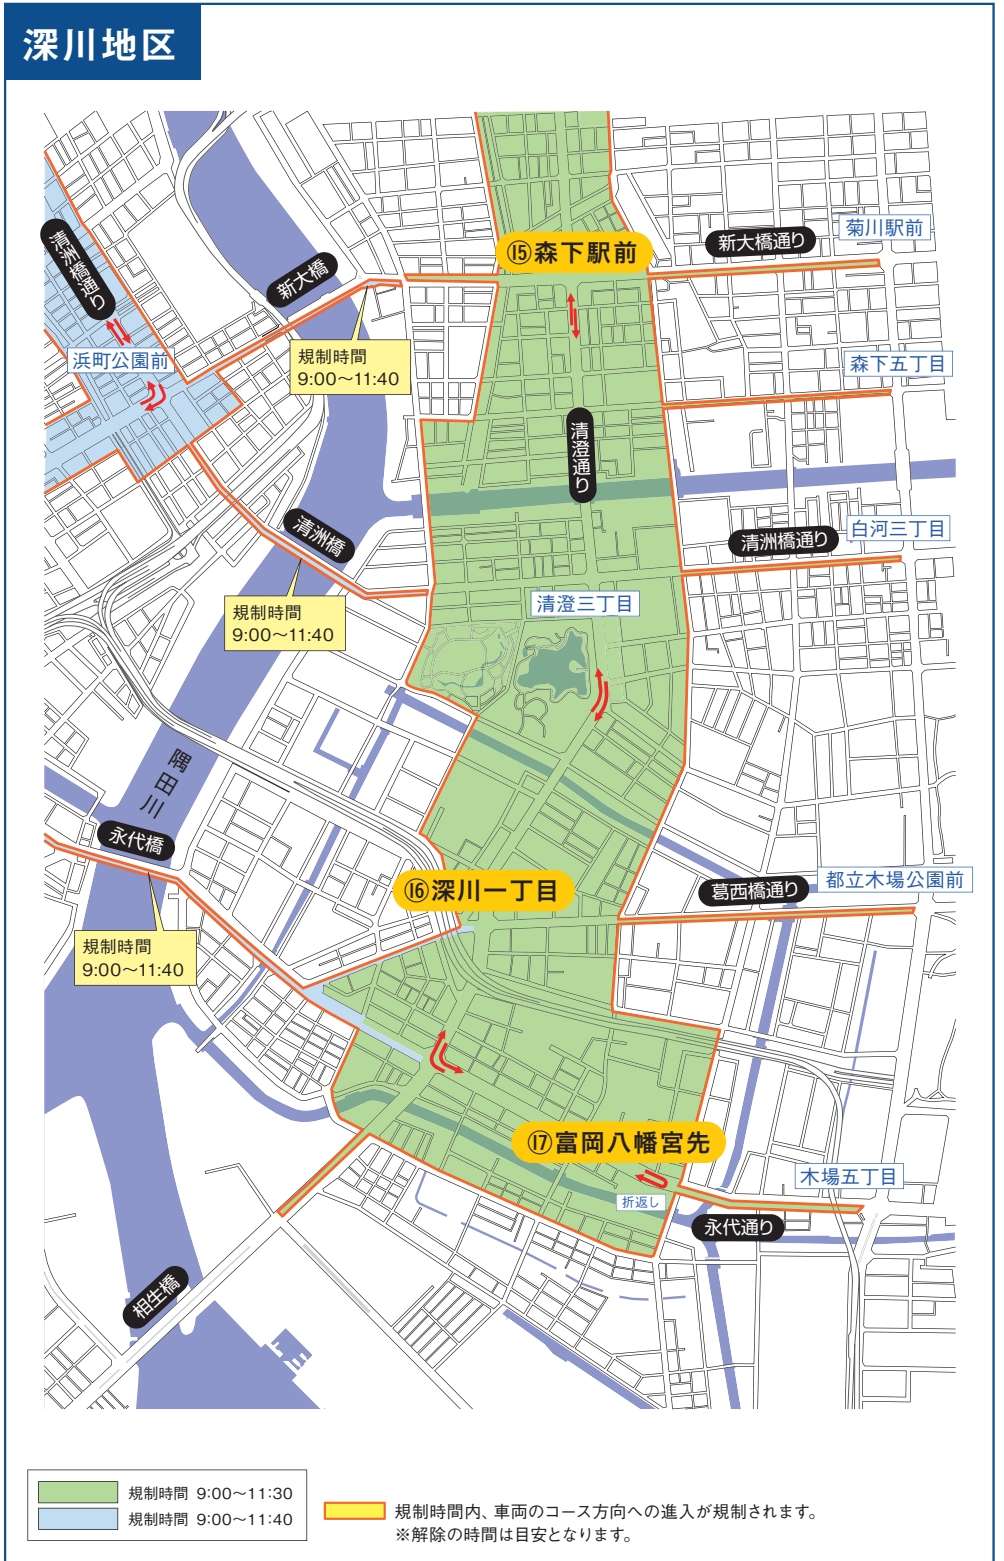 深川地区
清洲橋通り
新大橋
⑮森下駅前
新大橋通り
菊川駅前
浜町公園前
規制時間
9:00～11:40
森下五丁目
清澄通り
清洲橋
清洲橋通り
白河三丁目
規制時間
9:00～11:40
清澄三丁目
隅田川
永代橋
⑯深川一丁目
葛西橋通り
都立木場公園前
規制時間
9:00～11:40
⑰富岡八幡宮先
折返し
木場五丁目
永代通り
相生橋
規制時間 9:00～11:30
規制時間 9:00～11:40
規制時間内、車両のコース方向への進入が規制されます。
※解除の時間は目安となります。